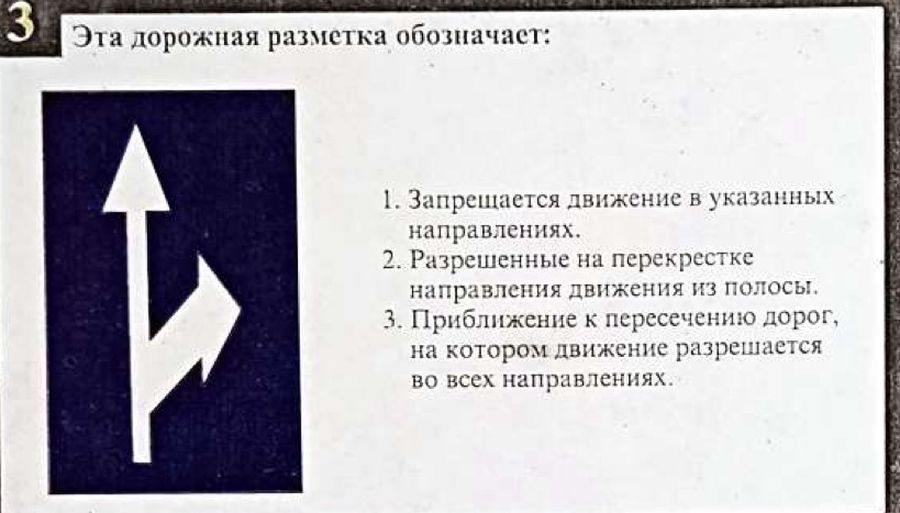 3
Эта дорожная разметка обозначает:
1. Запрещается движение в указанных
направлениях.
2. Разрешенные на перекрестке
направления движения из полосы.
3. Приближение к пересечению дорог,
на котором движение разрешается
во всех направлениях.